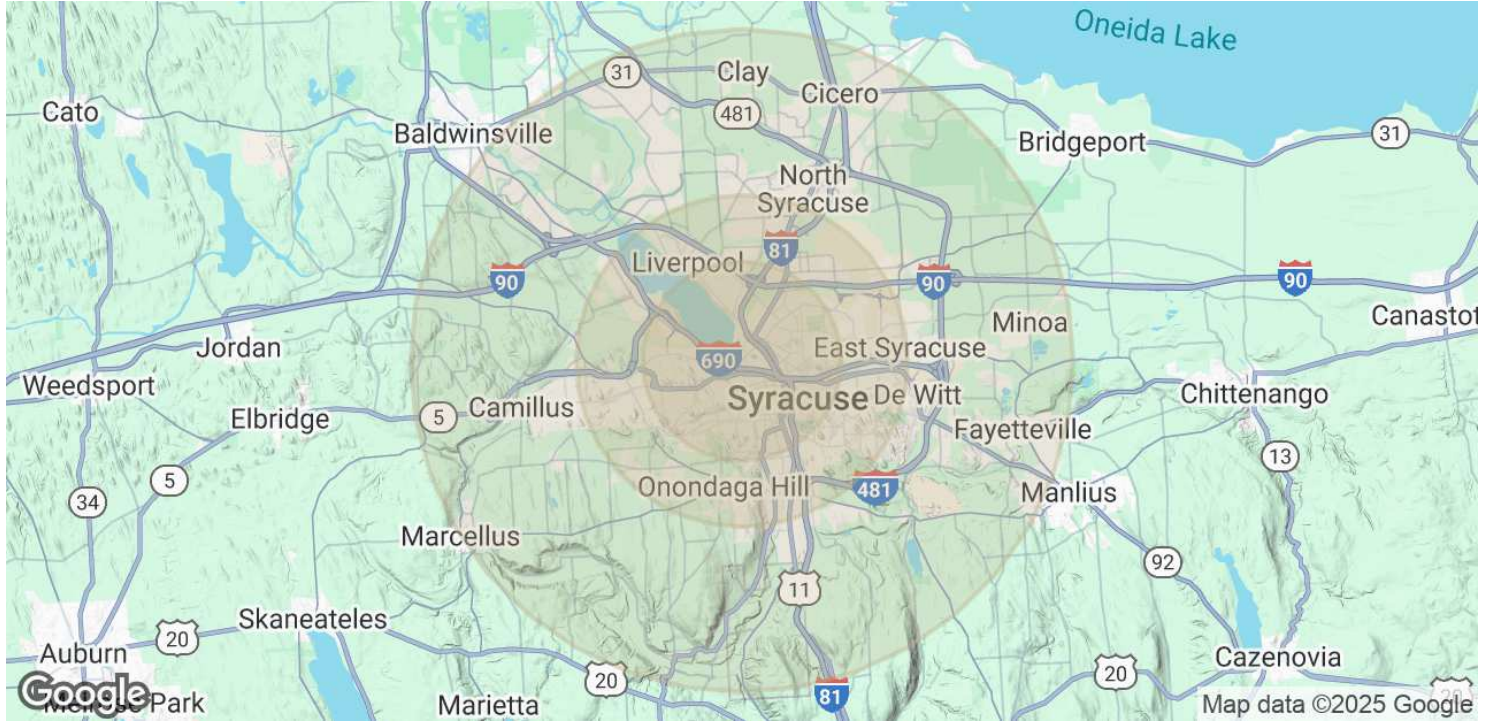 Oneida Lake
Clay
31
Cicero
Cato
481
Baldwinsville
31
Bridgeport
North
Syracuse
81
Liverpool
90
90
90
Minoa
Canastot
Jordan
East Syracuse
690
Weedsport
Syracuse
De Witt
Chittenango
Camillus
5
Elbridge
Fayetteville
13
5
Onondaga Hill
481
34
Manlius
Marcellus
92
11
Skaneateles
20
Auburn
Cazenovia
20
20
81
20
Google
Park
Marietta
Map data ©2025 Google